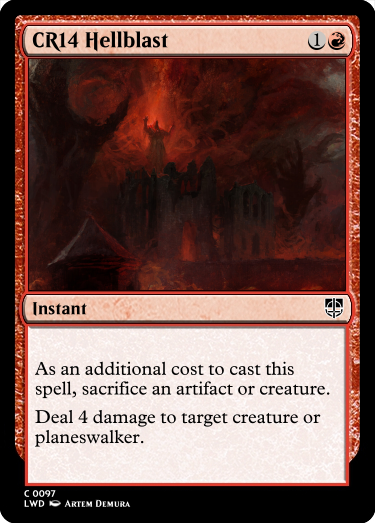 CR14 Hellblast
1
Instant
As an additional cost to cast this
spell, sacrifice an artifact or creature.
Deal 4 damage to target creature or
planeswalker.
C 0097
LWD Artem Demura